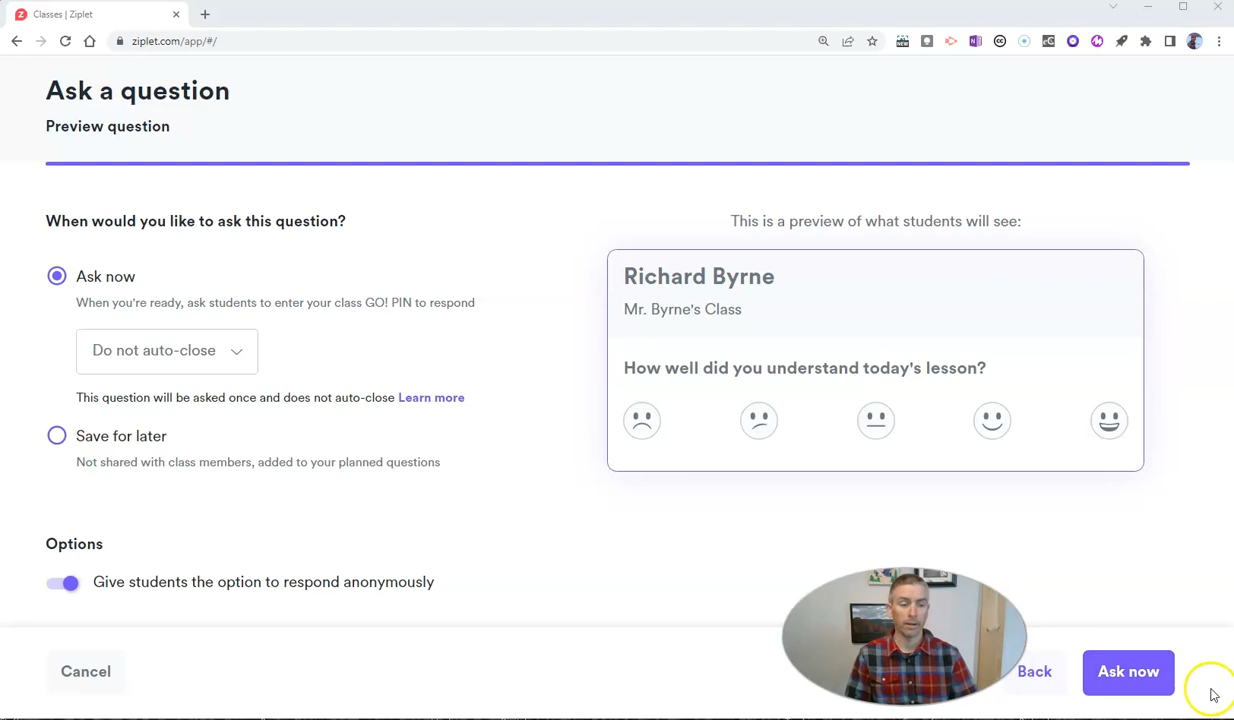 Classes | Ziplet
ziplet.com/app/#/
Ask a question
Preview question
When would you like to ask this question?
Ask now
When you're ready, ask students to enter your class GO! PIN to respond
Do not auto-close
This question will be asked once and does not auto-close Learn more
Save for later
Not shared with class members, added to your planned questions
Options
Give students the option to respond anonymously
This is a preview of what students will see:
Richard Byrne
Mr. Byrne's Class
How well did you understand today's lesson?
Cancel
Back
Ask now